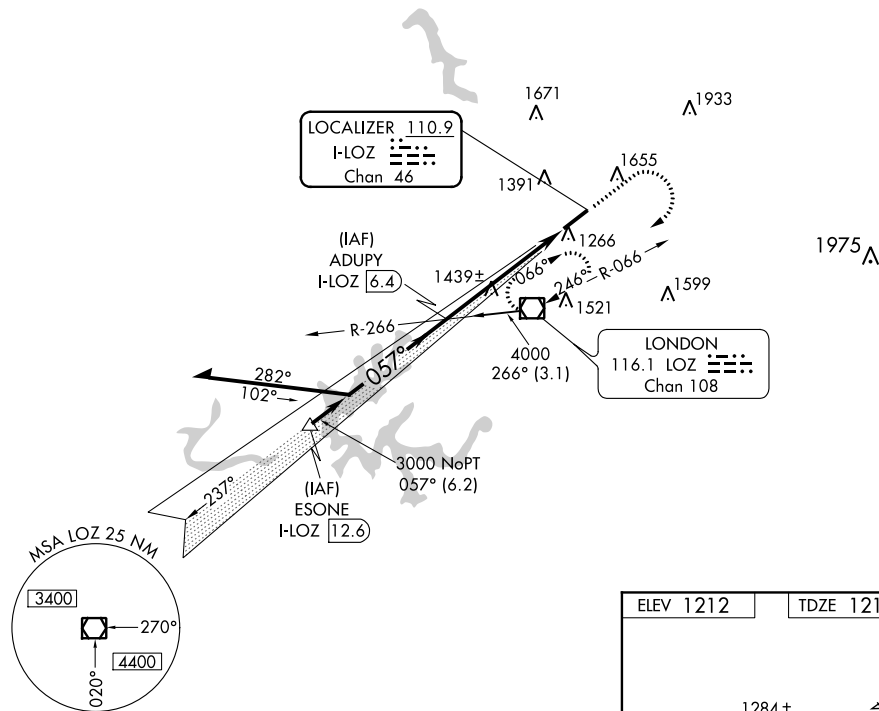 1671
1933
LOCALIZER 110.9
I-LOZ
Chan 46
1391
1655
(IAF)
ADUPY
I-LOZ 6.4
1439±
1266
066°
246°
R-066
1975
1599
1521
R-266
4000
266° (3.1)
LONDON
116.1 LOZ
Chan 108
057°
282°
102°
3000 NoPT
057° (6.2)
237°
(IAF)
ESONE
I-LOZ 12.6
MSA LOZ 25 NM
3400
270°
4400
020°
ELEV 1212
TDZE 121
1284±